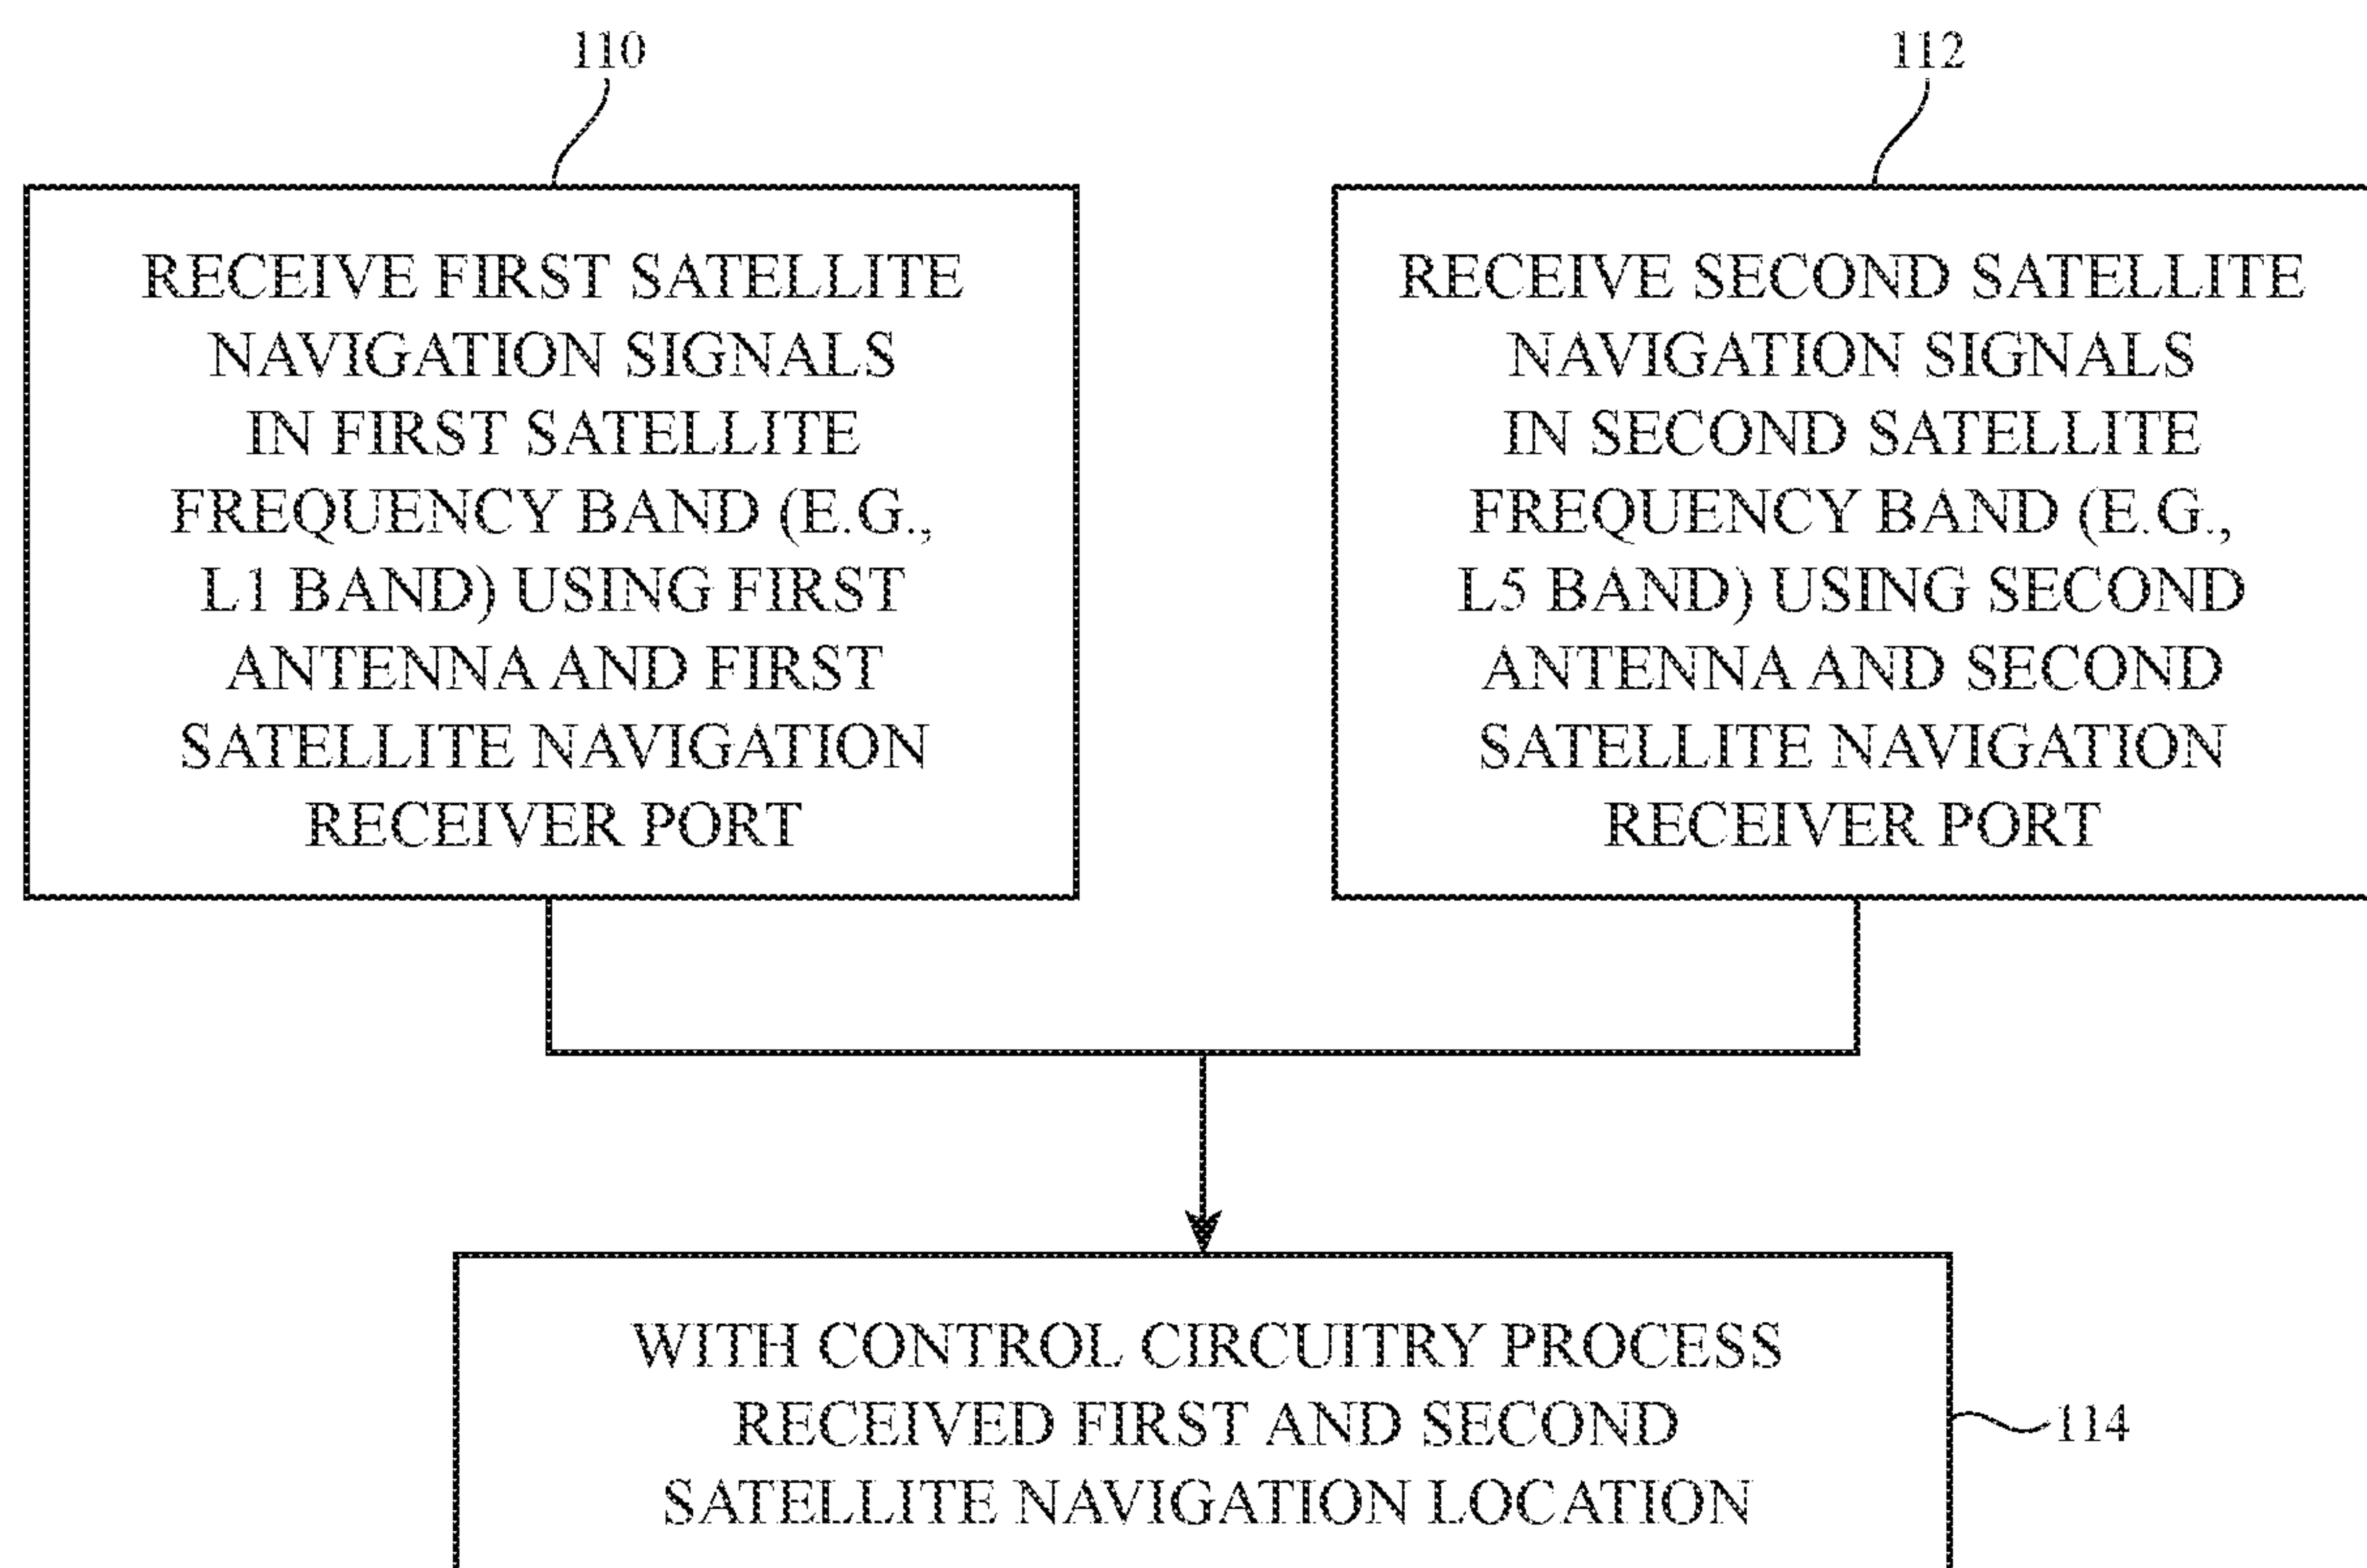 110
RECEIVE FIRST SATELLITE
NAVIGATION SIGNALS
IN FIRST SATELLITE
FREQUENCY BAND (E.G.,
L1 BAND) USING FIRST
ANTENNA AND FIRST
SATELLITE NAVIGATION
RECEIVER PORT
112
RECEIVE SECOND SATELLITE
NAVIGATION SIGNALS
IN SECOND SATELLITE
FREQUENCY BAND (E.G.,
L5 BAND) USING SECOND
ANTENNA AND SECOND
SATELLITE NAVIGATION
RECEIVER PORT
WITH CONTROL CIRCUITRY PROCESS
RECEIVED FIRST AND SECOND
SATELLITE NAVIGATION LOCATION
114